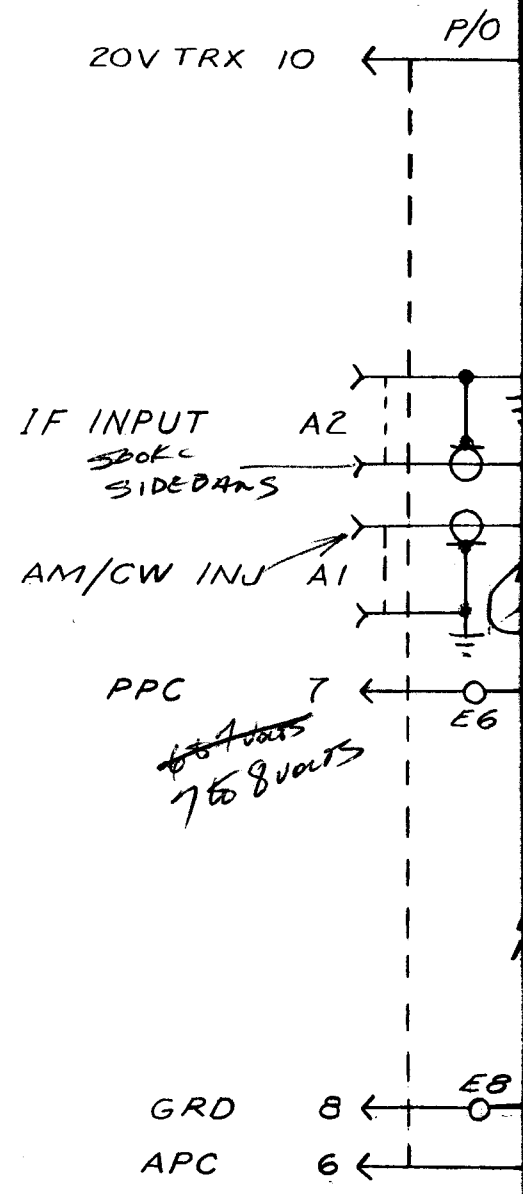 P/O
20V TRX 10
IF INPUT A2
500KC
SIDEBANS
AM/CW INJ A1
PPC 7
E6
6 to 7 volts
7 to 8 volts
E8
GRD 8
APC 6